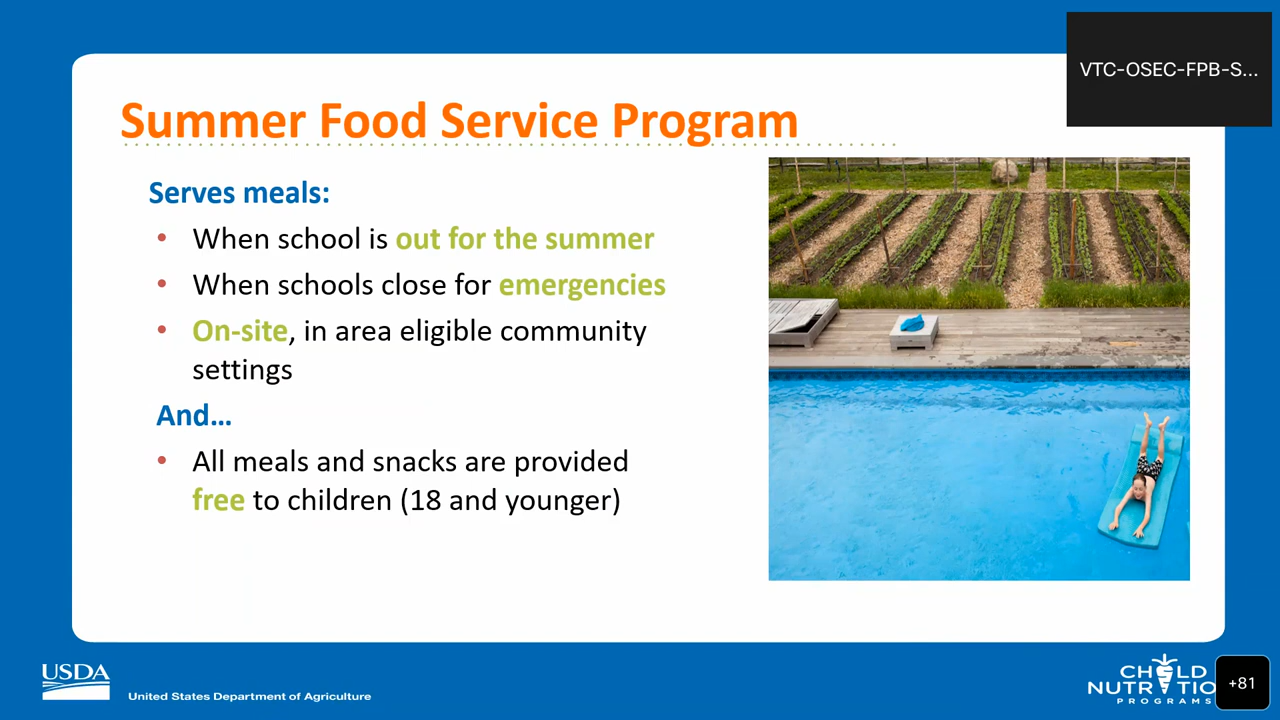 VTC-OSEC-FPB-S...
Summer Food Service Program
Serves meals:
• When school is out for the summer
• When schools close for emergencies
• On-site, in area eligible community
settings
And...
• All meals and snacks are provided
free to children (18 and younger)
USDA
United States Department of Agriculture
CHILD
NUTRITIO
PROGRAMS
+81